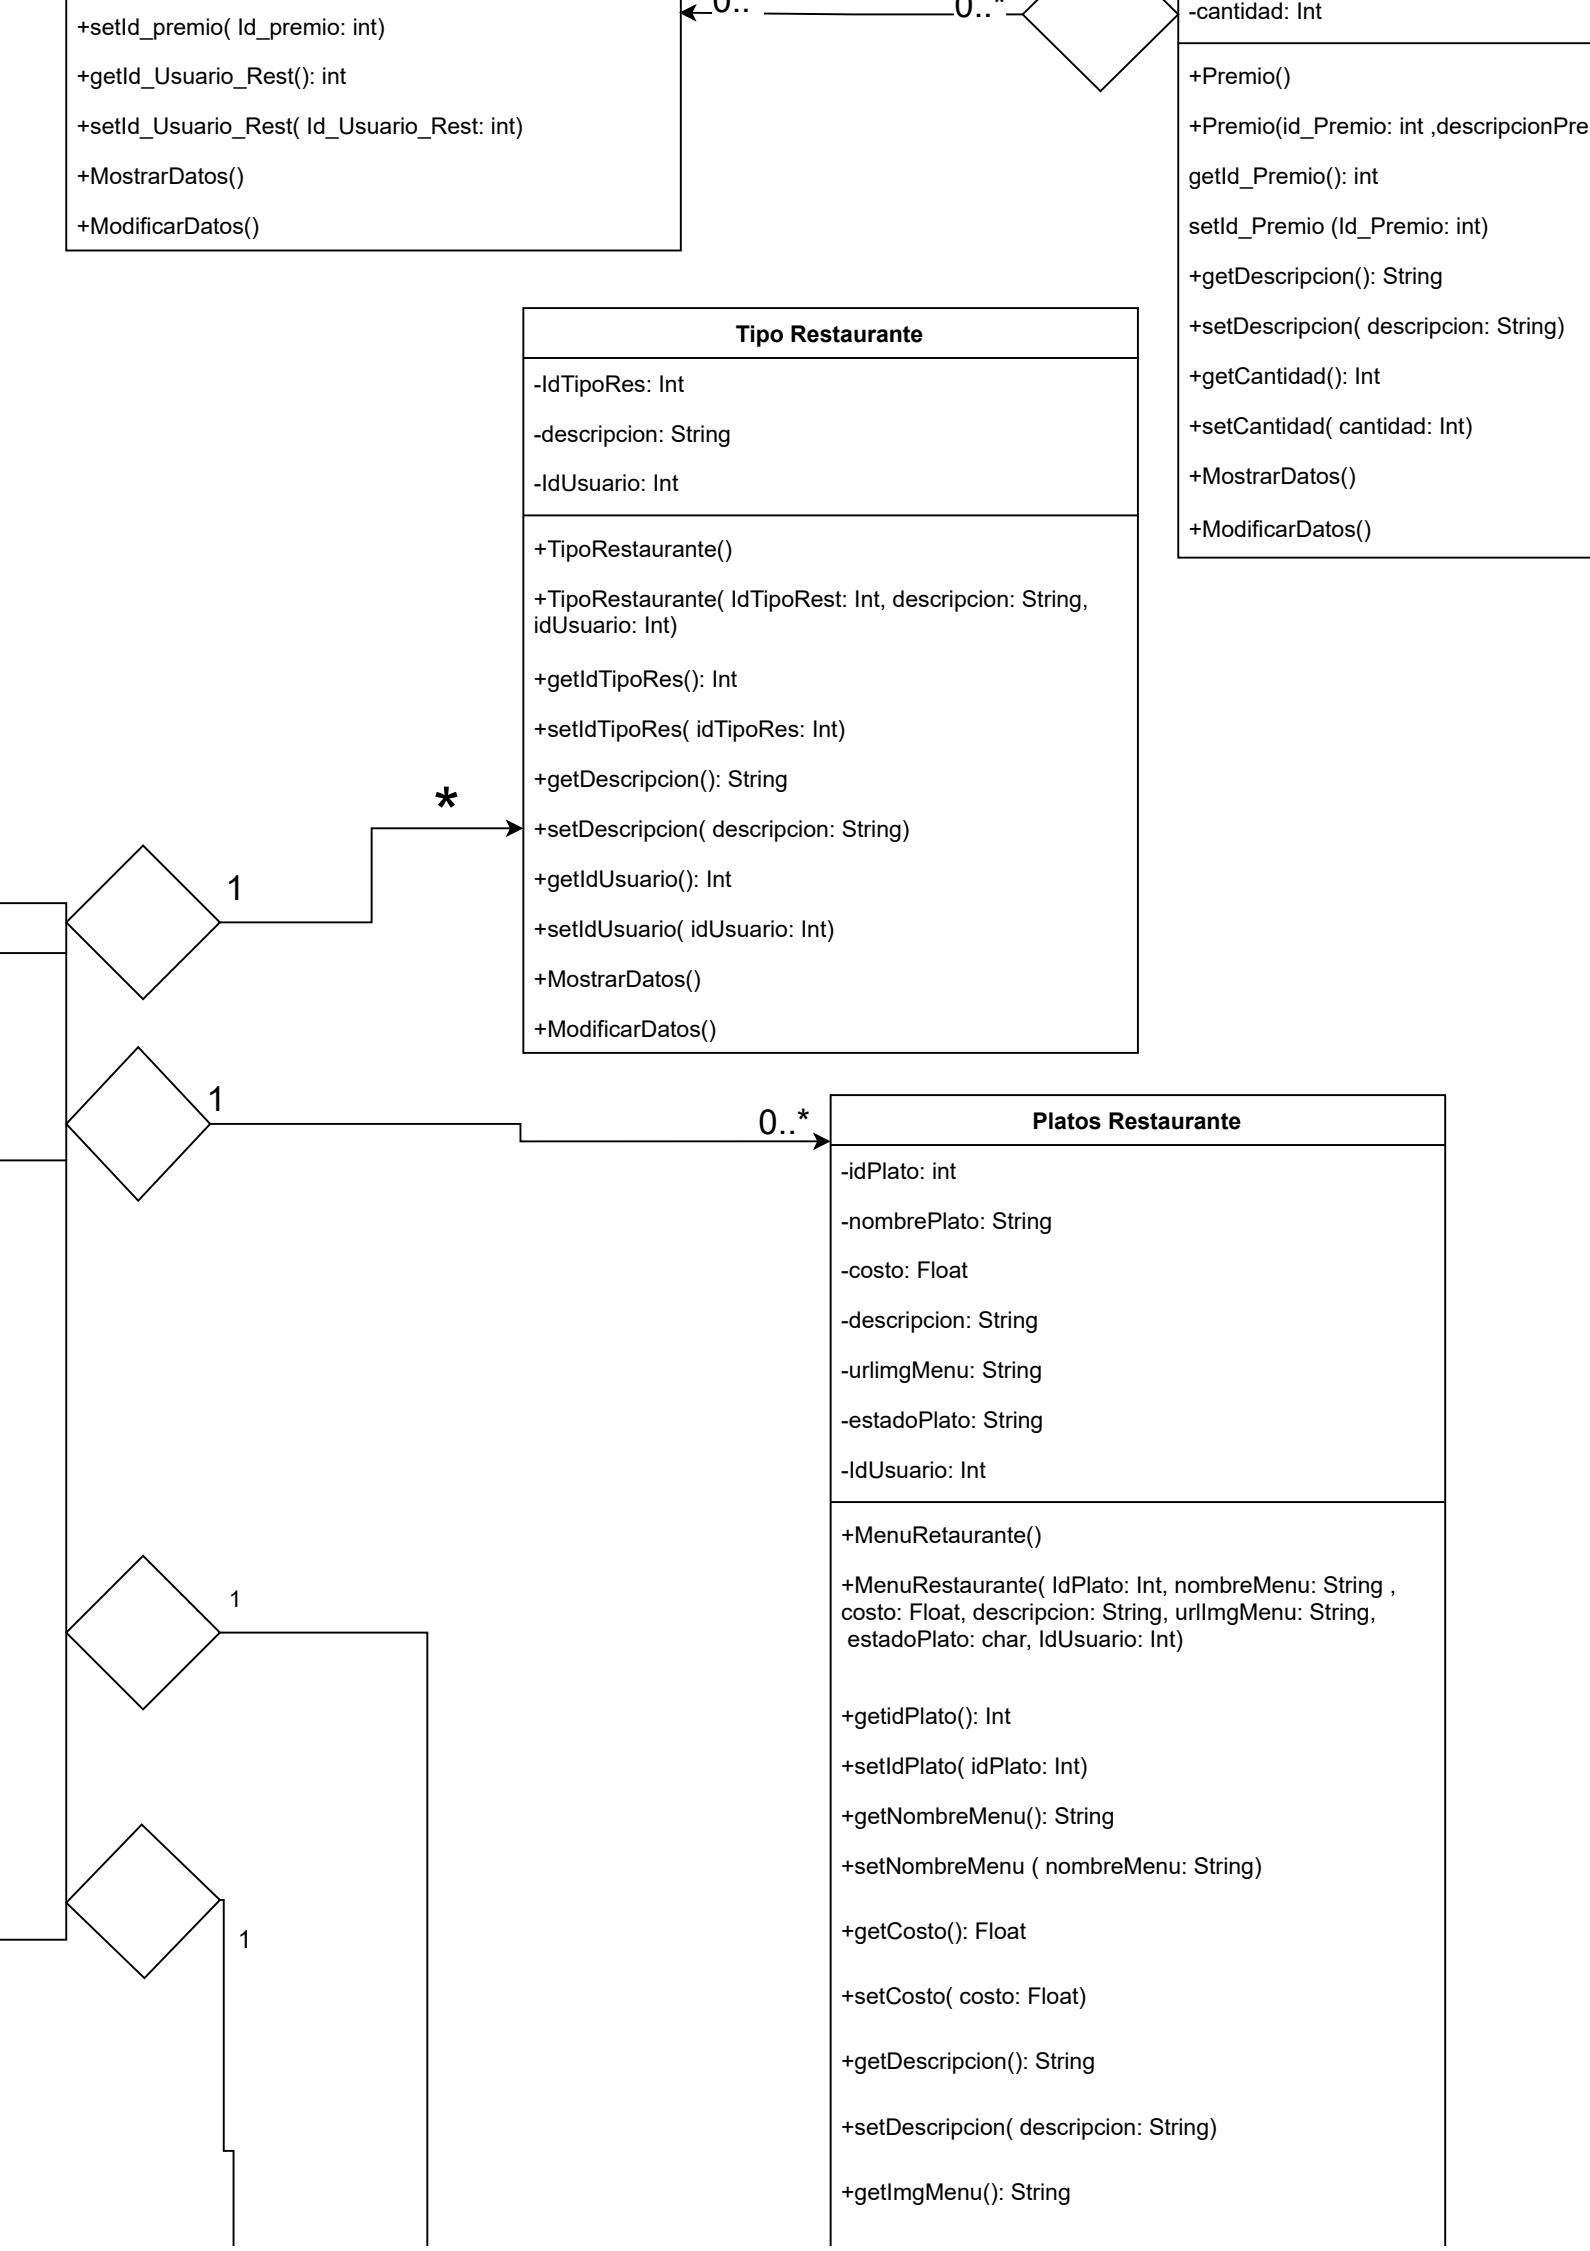 +setId_premio( Id_premio: int)
+getId_Usuario_Rest(): int
+setId_Usuario_Rest( Id_Usuario_Rest: int)
+MostrarDatos()
+ModificarDatos()
0..
0..*
-cantidad: Int
+Premio()
+Premio(id_Premio: int ,descripcionPre
getId_Premio(): int
setId_Premio (Id_Premio: int)
+getDescripcion(): String
+setDescripcion( descripcion: String)
+getCantidad(): Int
+setCantidad( cantidad: Int)
+MostrarDatos()
+ModificarDatos()
Tipo Restaurante
-IdTipoRes: Int
-descripcion: String
-IdUsuario: Int
+TipoRestaurante()
+TipoRestaurante( IdTipoRest: Int, descripcion: String,
idUsuario: Int)
+getIdTipoRes(): Int
+setIdTipoRes( idTipoRes: Int)
+getDescripcion(): String
+setDescripcion( descripcion: String)
+getIdUsuario(): Int
+setIdUsuario( idUsuario: Int)
+MostrarDatos()
+ModificarDatos()
*
1
1
0..*
Platos Restaurante
-idPlato: int
-nombrePlato: String
-costo: Float
-descripcion: String
-urlimgMenu: String
-estadoPlato: String
-IdUsuario: Int
+MenuRetaurante()
+MenuRestaurante( IdPlato: Int, nombreMenu: String ,
costo: Float, descripcion: String, urlImgMenu: String,
estadoPlato: char, IdUsuario: Int)
+getidPlato(): Int
+setIdPlato( idPlato: Int)
+getNombreMenu(): String
+setNombreMenu ( nombreMenu: String)
+getCosto(): Float
+setCosto( costo: Float)
+getDescripcion(): String
+setDescripcion( descripcion: String)
+getImgMenu(): String
1
1